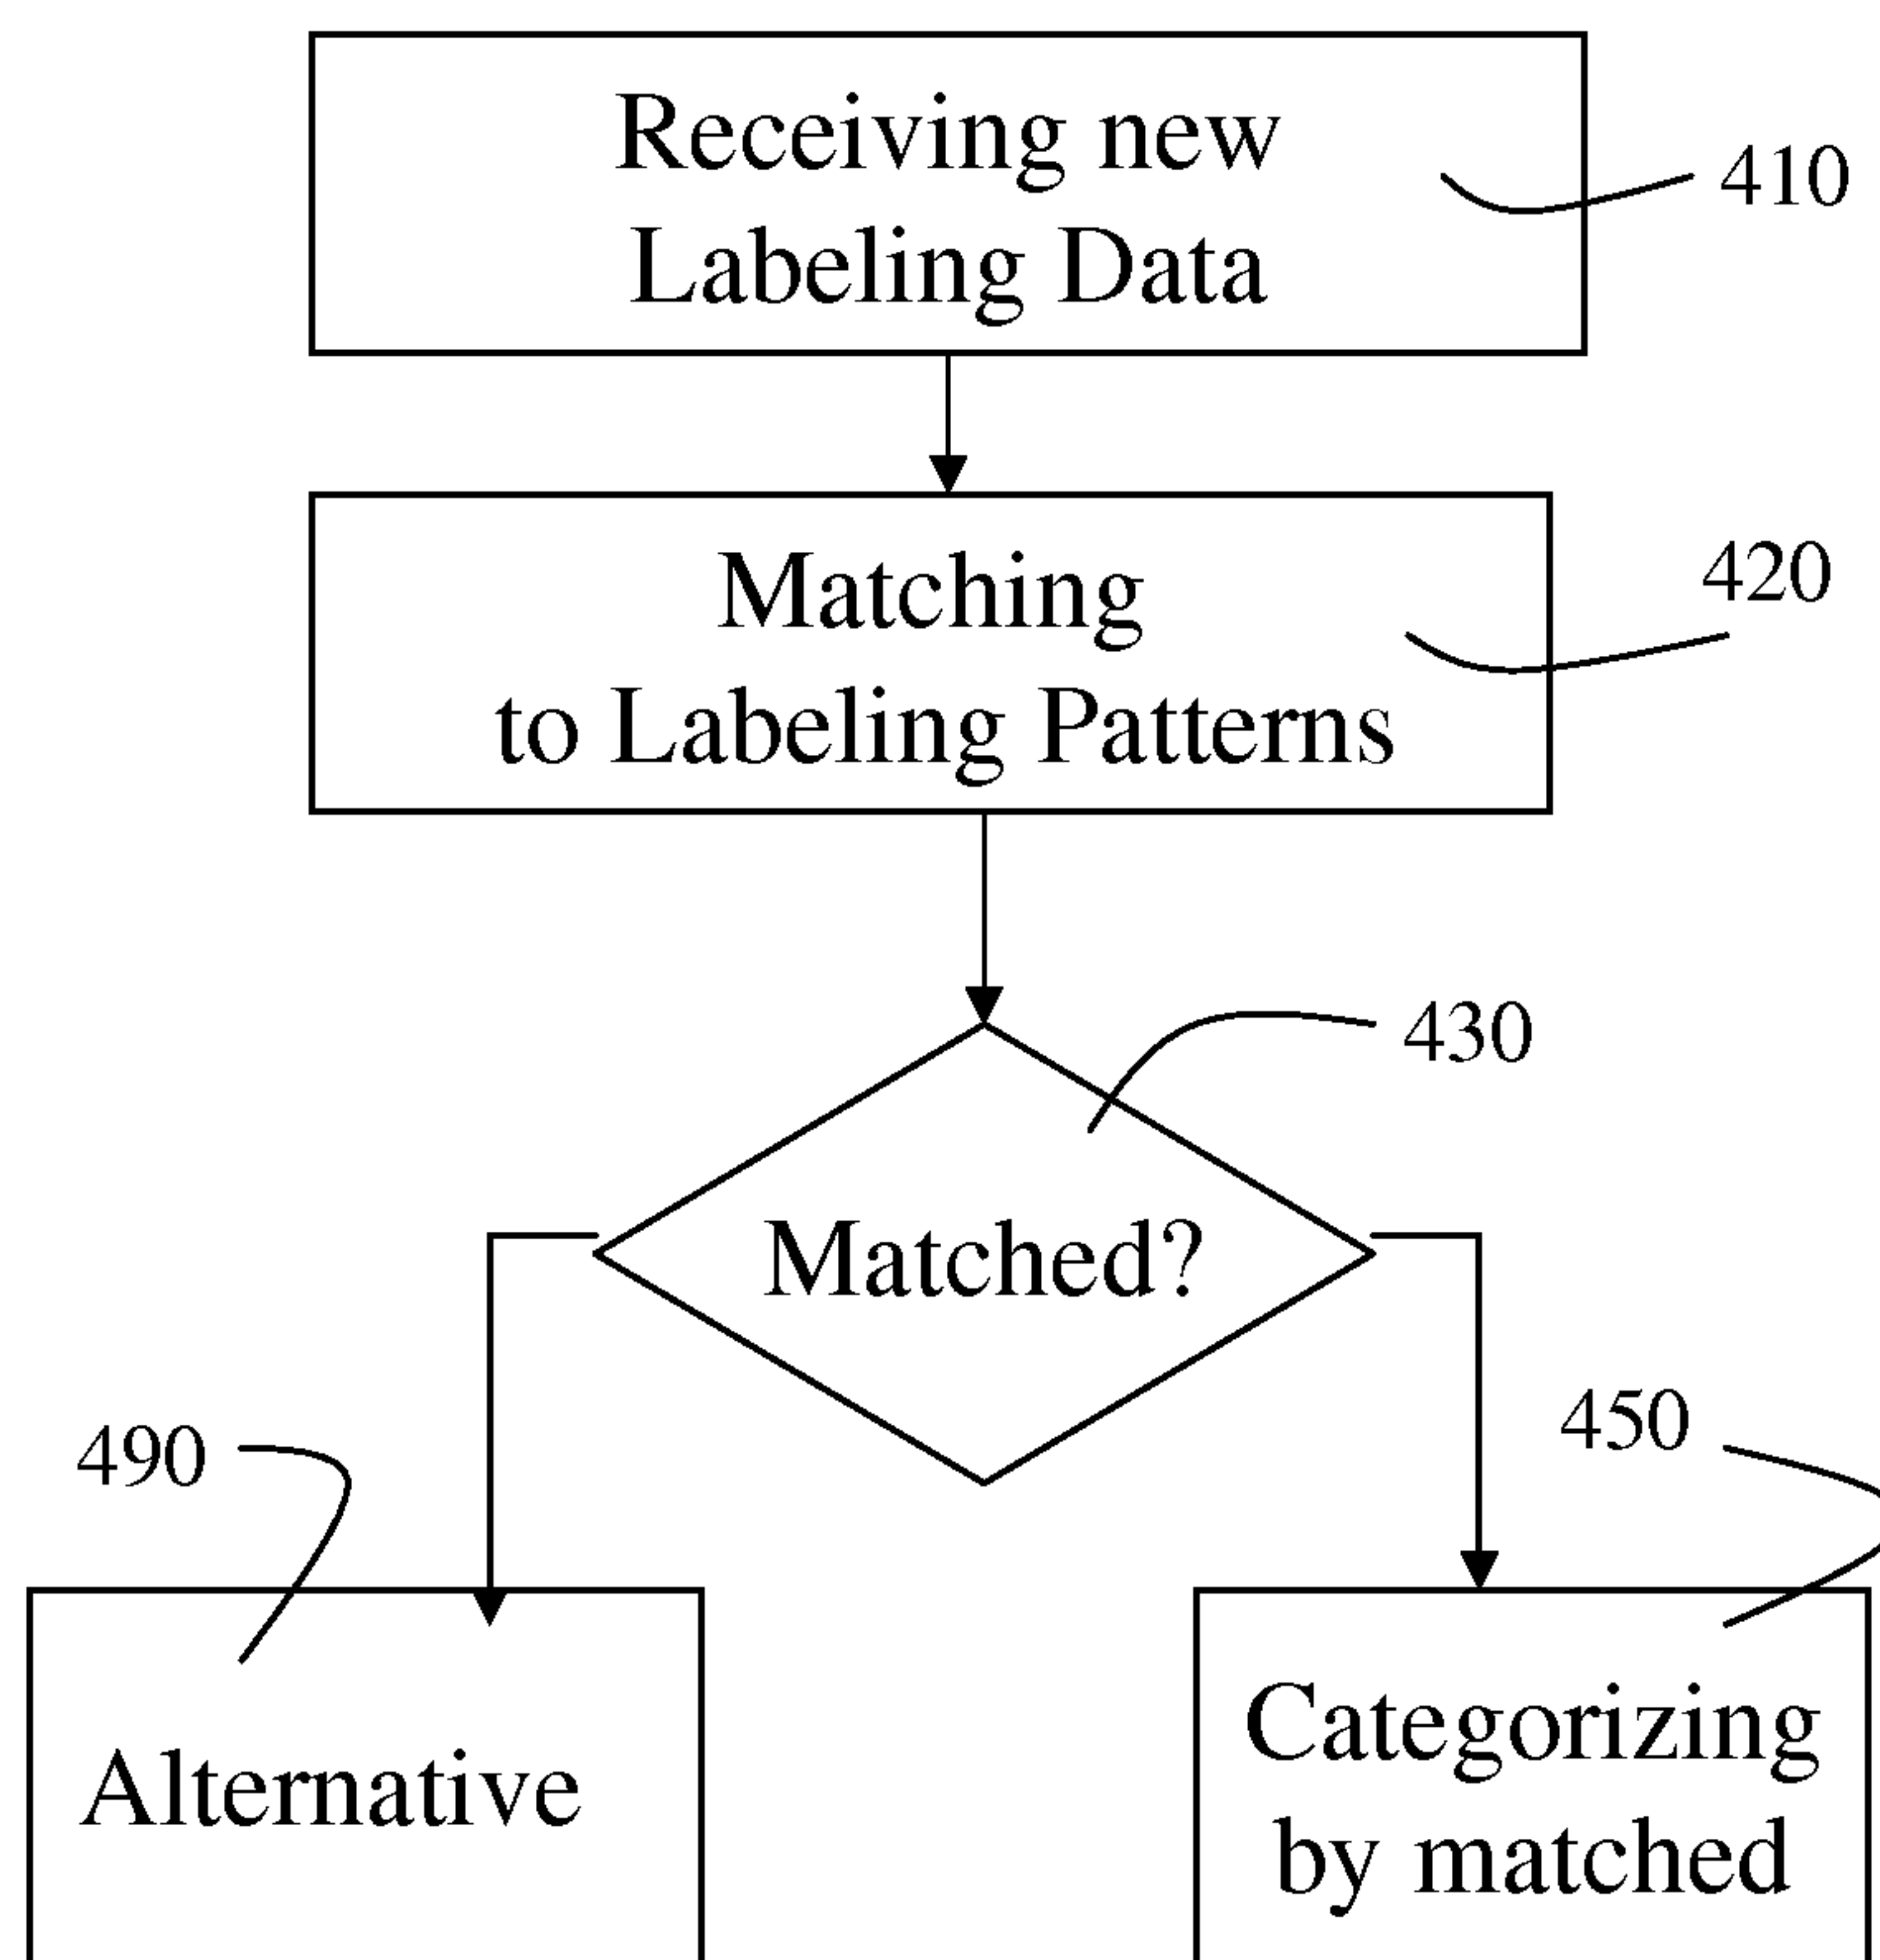 Receiving new
Labeling Data
410
Matching
to Labeling Patterns
420
430
Matched?
490
450
Alternative
Categorizing
by matched